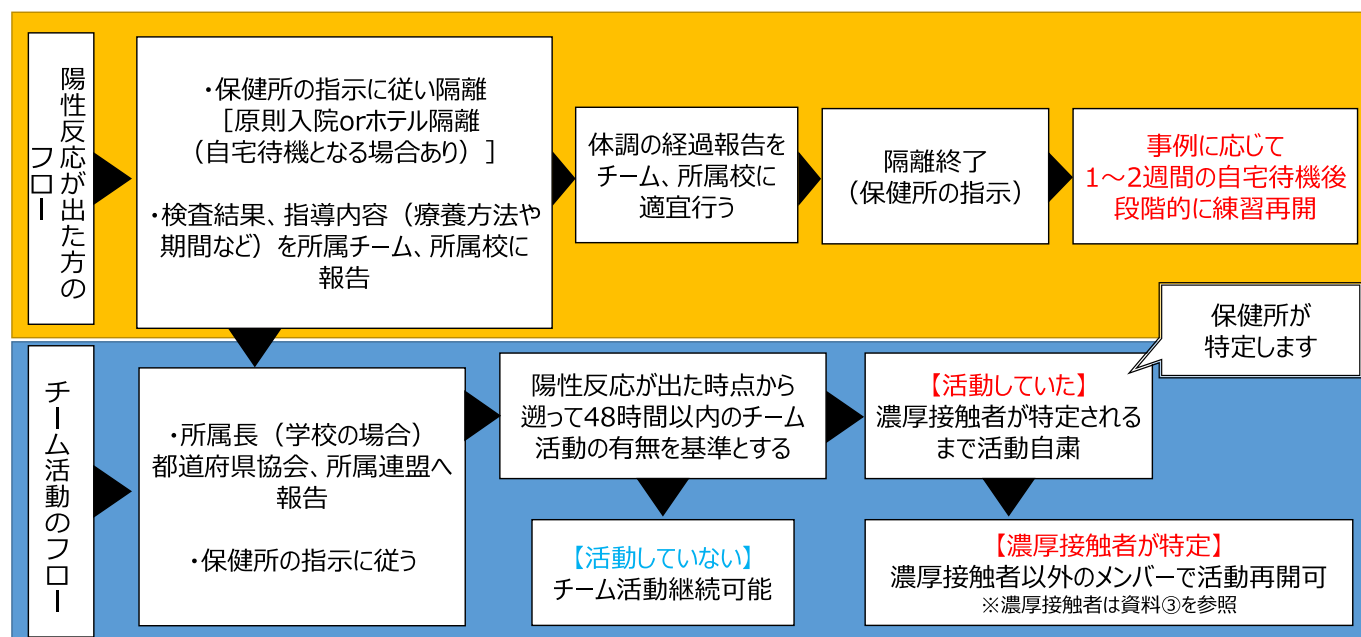 陽性反応が出た方の
フロー
・保健所の指示に従い隔離
[原則入院orホテル隔離
（自宅待機となる場合あり）]
・検査結果、指導内容（療養方法や
期間など）を所属チーム、所属校に
報告
体調の経過報告を
チーム、所属校に
適宜行う
隔離終了
（保健所の指示）
事例に応じて
1～2週間の自宅待機後
段階的に練習再開
保健所が
特定します
チーム活動のフロー
・所属長（学校の場合）
都道府県協会、所属連盟へ
報告
・保健所の指示に従う
陽性反応が出た時点から
遡って48時間以内のチーム
活動の有無を基準とする
【活動していた】
濃厚接触者が特定される
まで活動自粛
【活動していない】
チーム活動継続可能
【濃厚接触者が特定】
濃厚接触者以外のメンバーで活動再開可
※濃厚接触者は資料③を参照